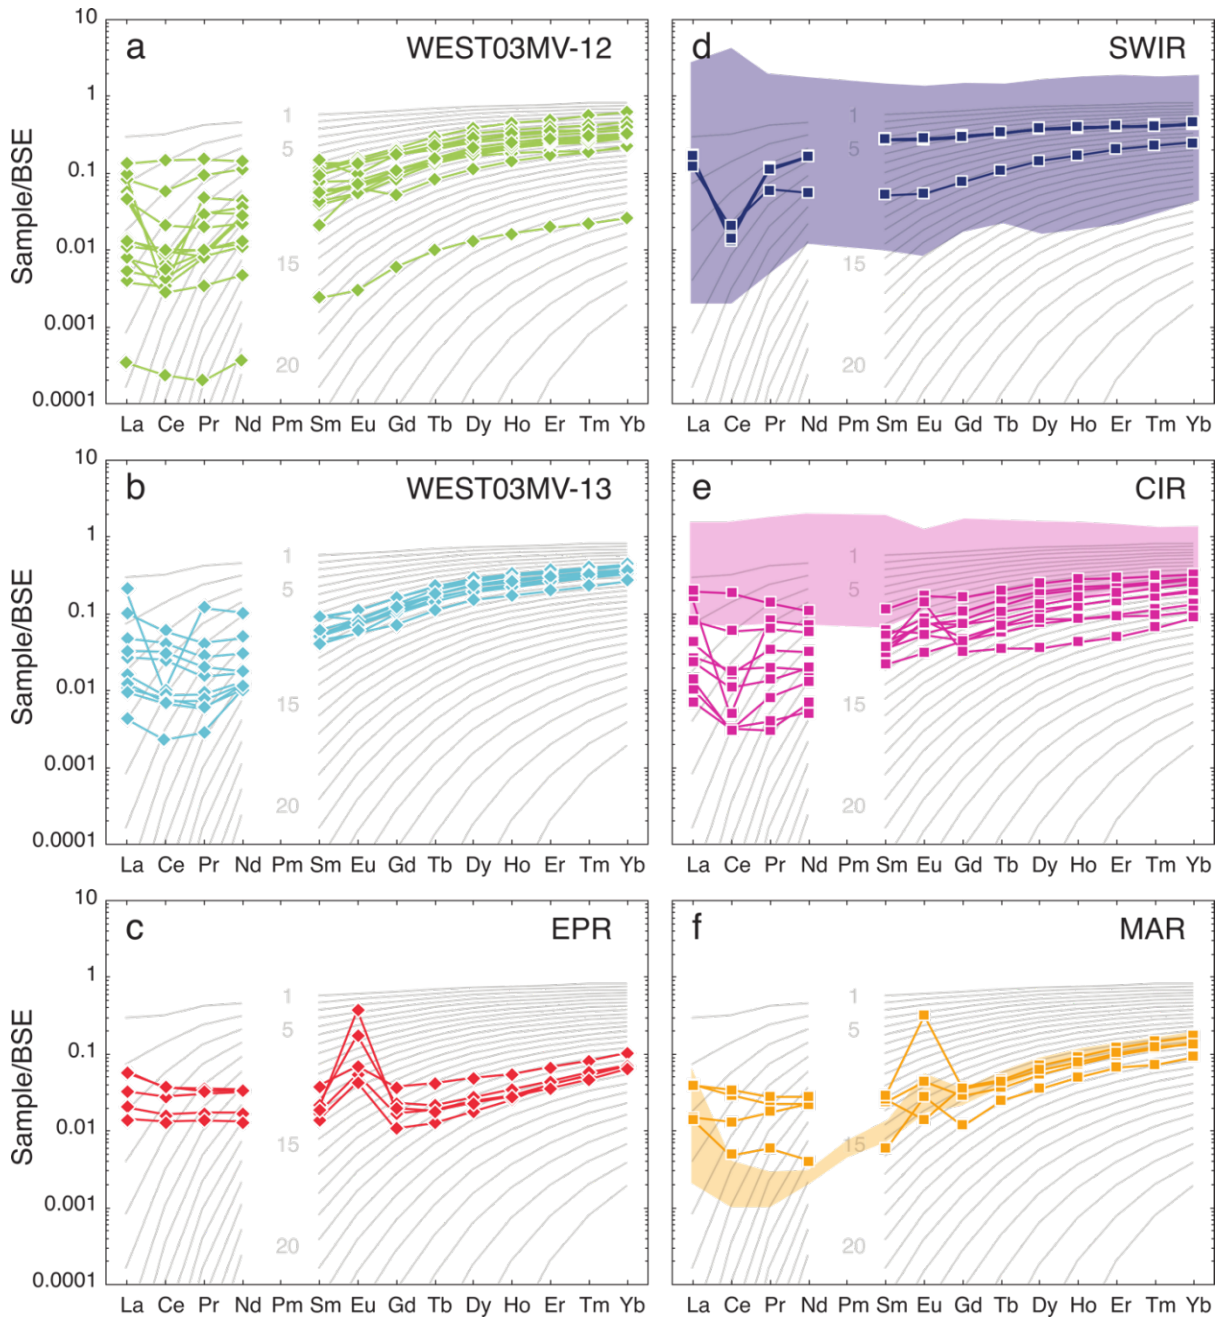 a WEST03MV-12
10
1
0.1
0.01
0.001
0.0001
Sample/BSE
1
5
15
20
La Ce Pr Nd Pm Sm Eu Gd Tb Dy Ho Er Tm Yb
d SWIR
1
5
15
20
La Ce Pr Nd Pm Sm Eu Gd Tb Dy Ho Er Tm Yb
b WEST03MV-13
10
1
0.1
0.01
0.001
0.0001
Sample/BSE
1
5
15
20
La Ce Pr Nd Pm Sm Eu Gd Tb Dy Ho Er Tm Yb
e CIR
1
5
15
20
La Ce Pr Nd Pm Sm Eu Gd Tb Dy Ho Er Tm Yb
c EPR
10
1
0.1
0.01
0.001
0.0001
Sample/BSE
1
5
15
20
La Ce Pr Nd Pm Sm Eu Gd Tb Dy Ho Er Tm Yb
f MAR
1
5
15
20
La Ce Pr Nd Pm Sm Eu Gd Tb Dy Ho Er Tm Yb